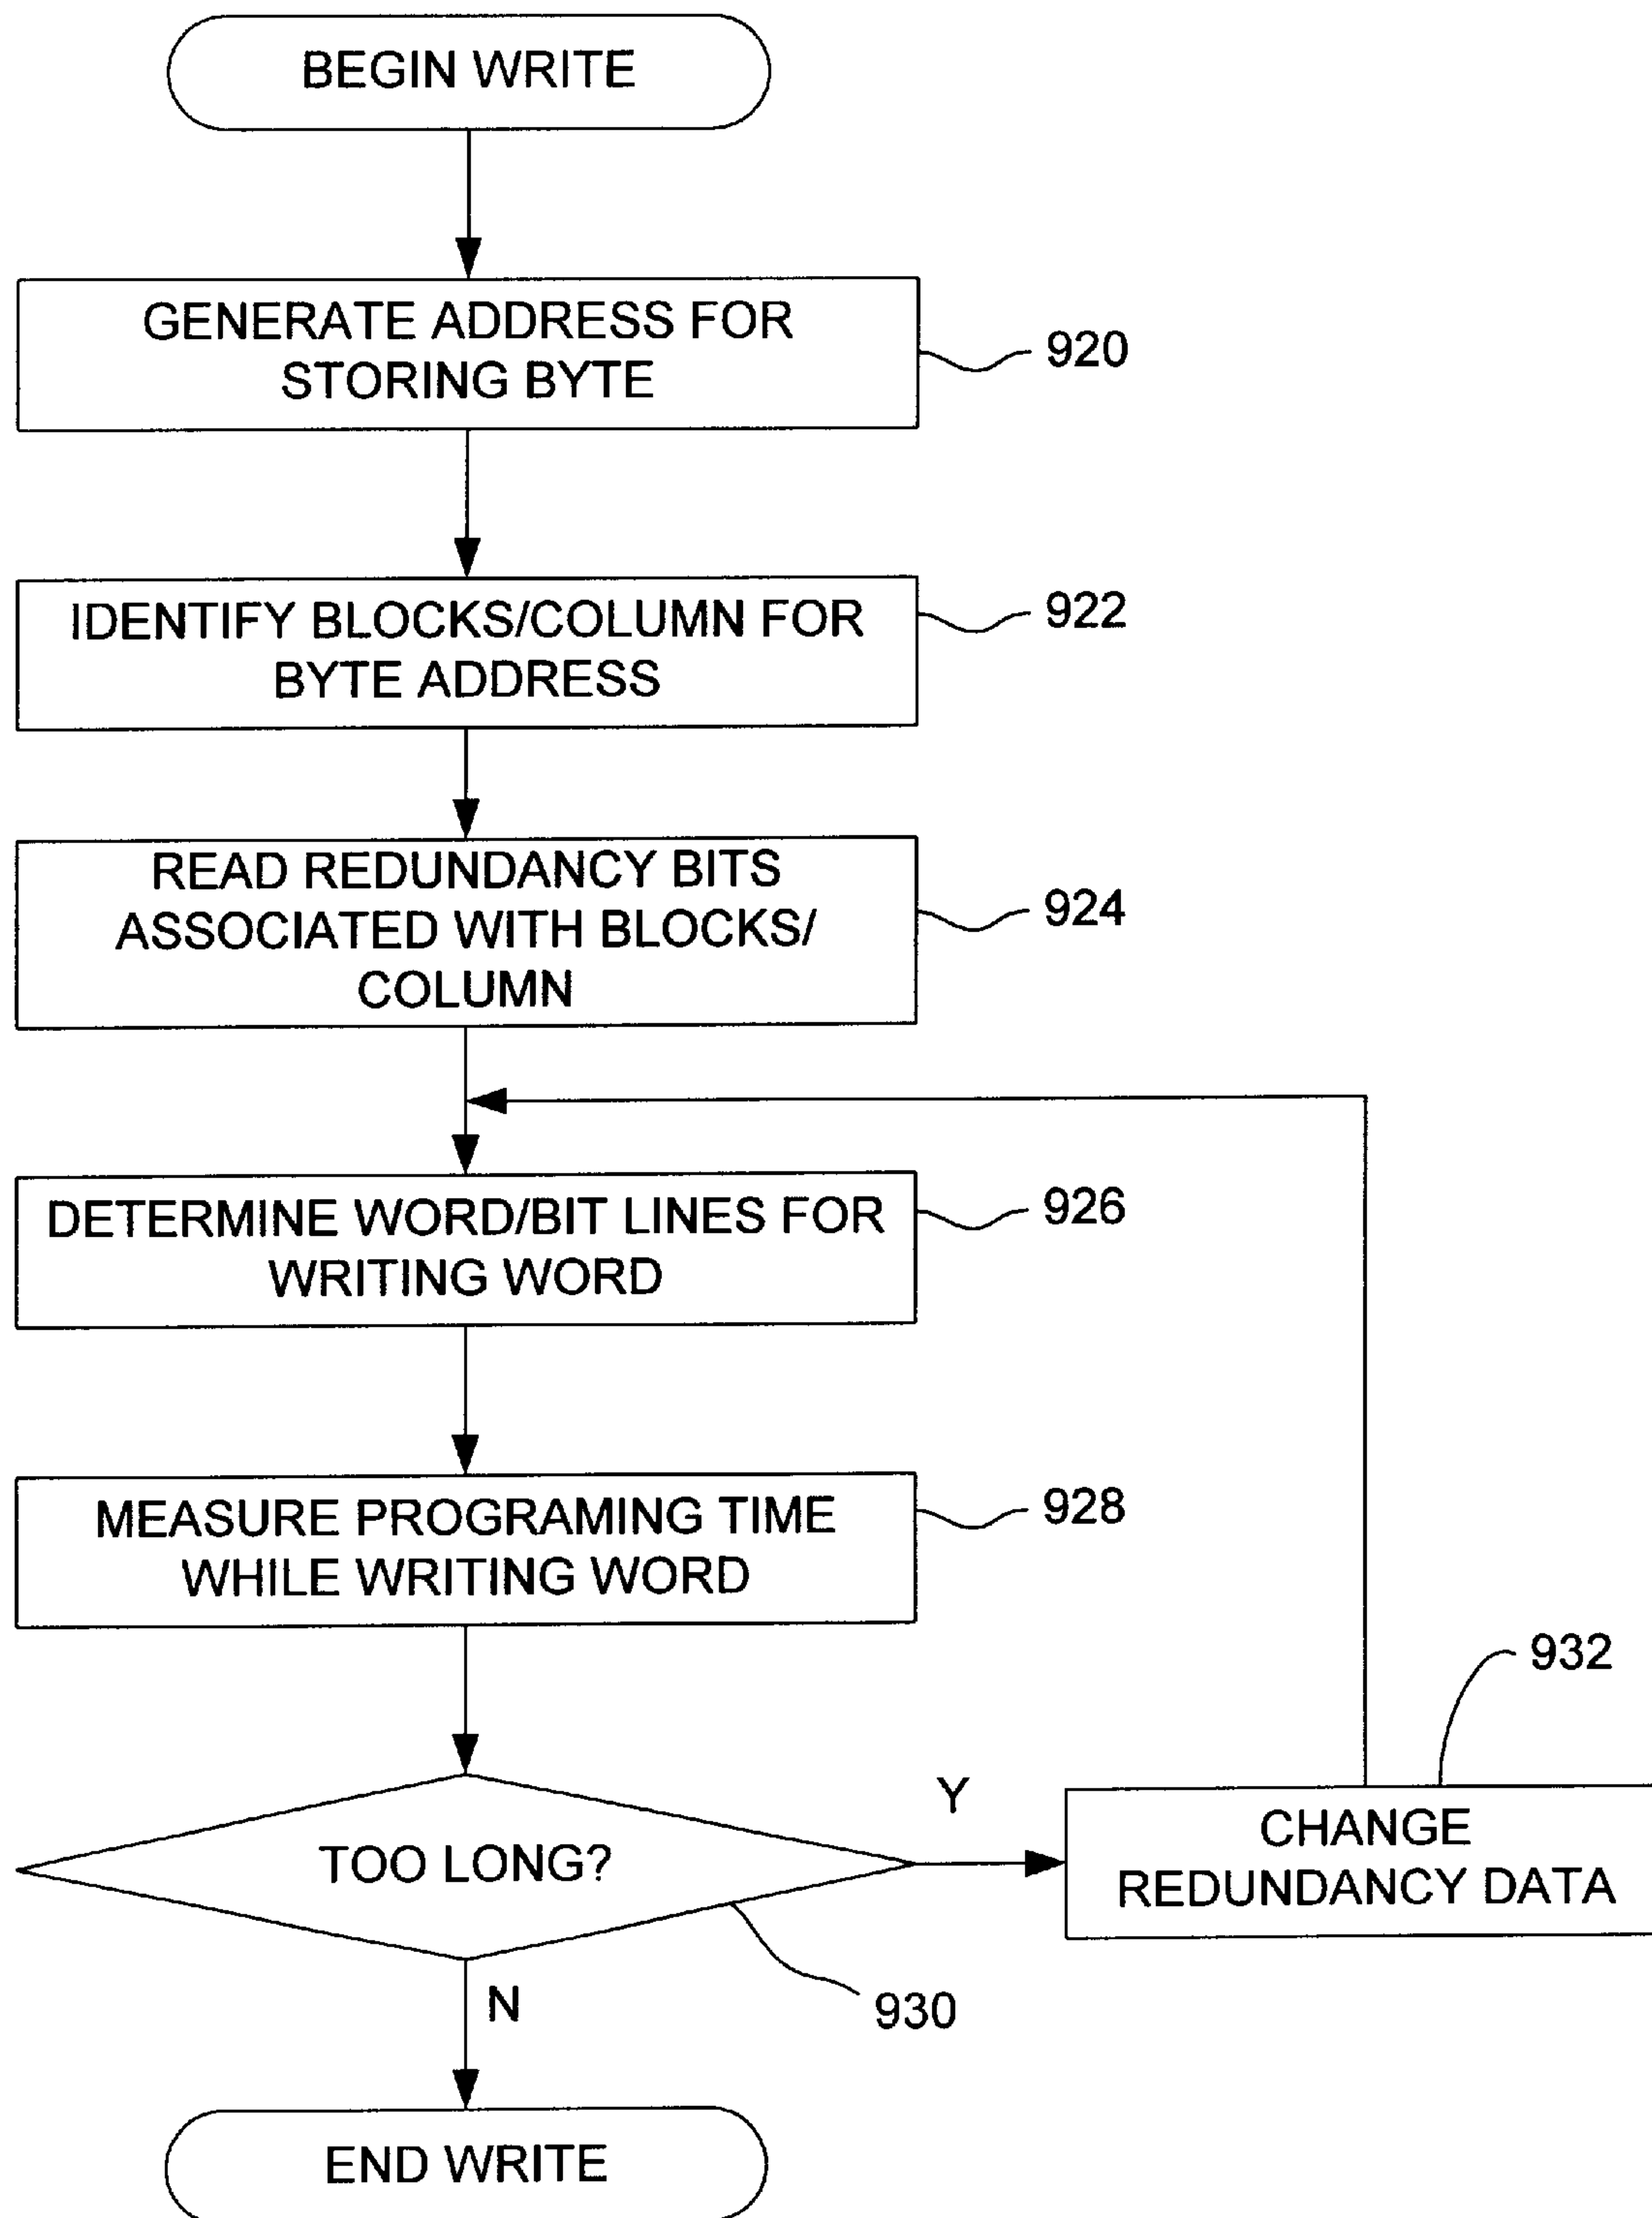 BEGIN WRITE
GENERATE ADDRESS FOR
STORING BYTE
920
IDENTIFY BLOCKS/COLUMN FOR
BYTE ADDRESS
922
READ REDUNDANCY BITS
ASSOCIATED WITH BLOCKS/
COLUMN
924
DETERMINE WORD/BIT LINES FOR
WRITING WORD
926
MEASURE PROGRAMING TIME
WHILE WRITING WORD
928
TOO LONG?
930
Y
CHANGE
REDUNDANCY DATA
932
N
END WRITE